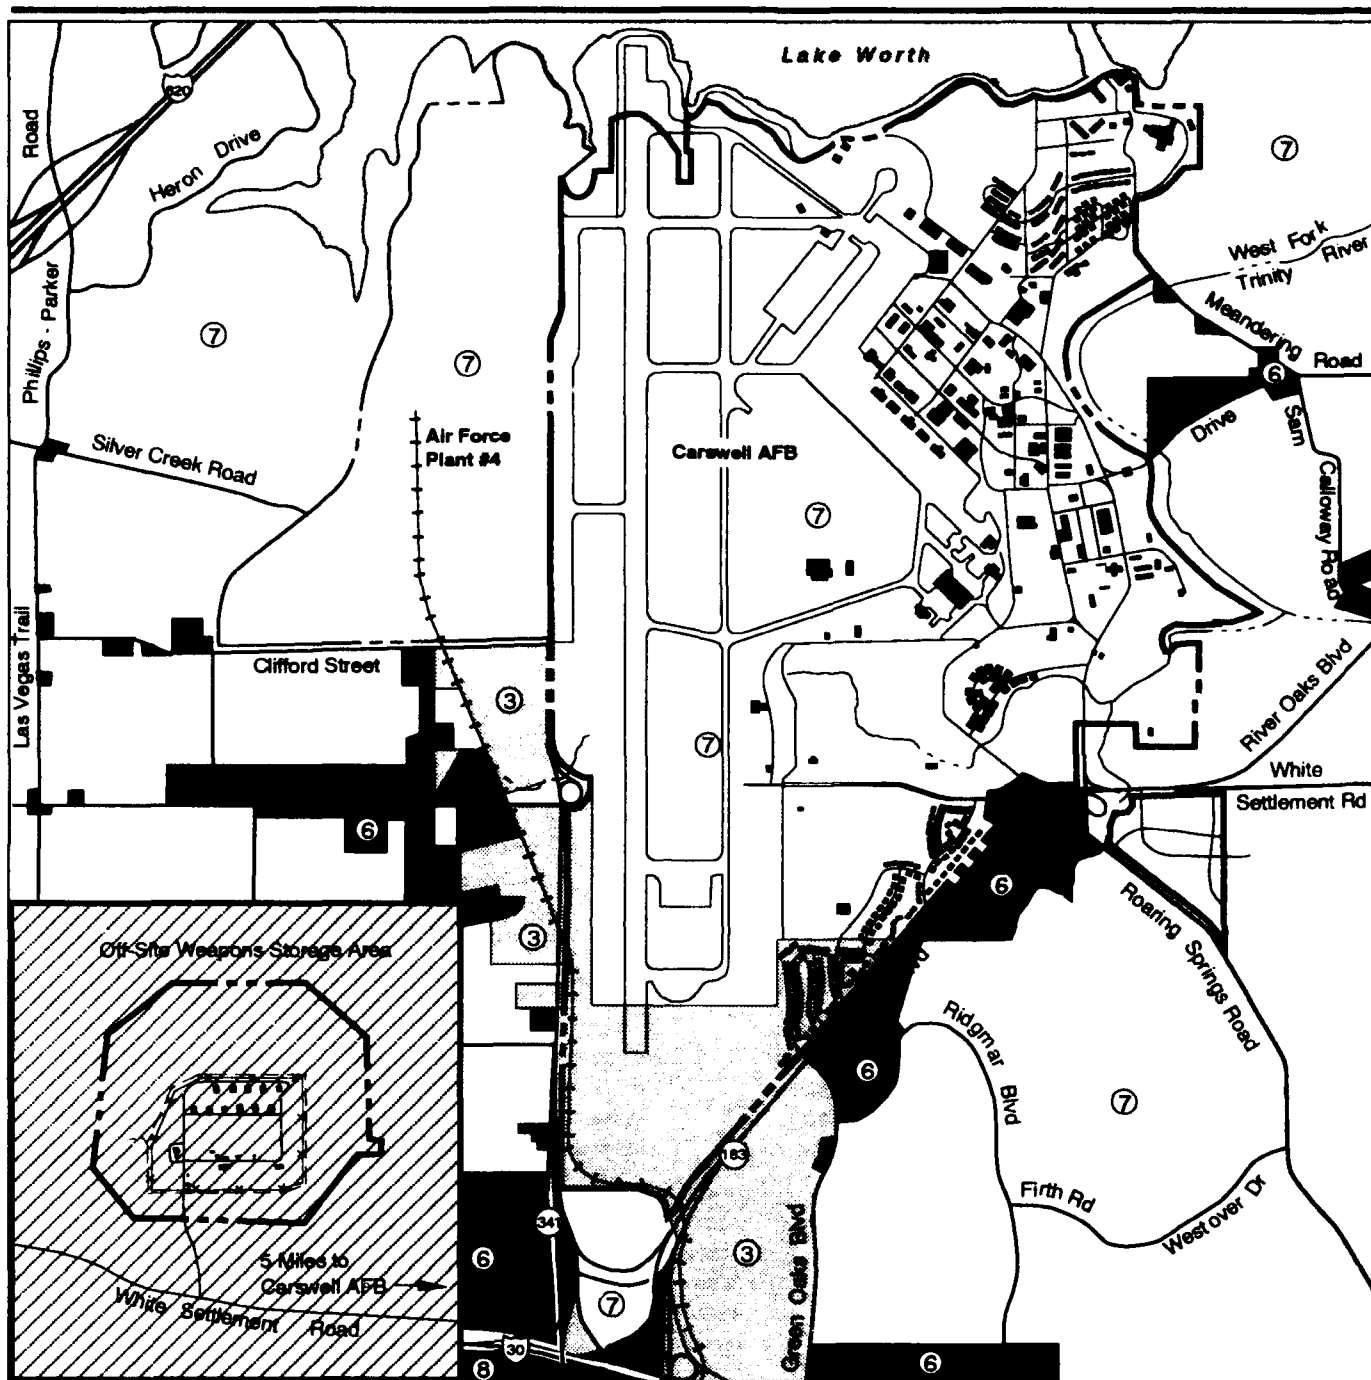 Lake Worth
820
Road
Heron Drive
7
West Fork
Trinity River
Phillips - Parker
7
7
Meandering
Road
6
Air Force
Plant #4
Carswell AFB
Drive
Sam
Calloway Road
Silver Creek Road
7
Las Vegas Trail
Clifford Street
3
7
River Oaks Blvd
White
Settlement Rd
6
6
Roaring Springs Road
3
Off-Site Weapons Storage Area
Ridgmar Blvd
6
7
183
Firth Rd
Westover Dr
341
3
Green Oaks Blvd
6
5 Miles to
Carswell AFB
White Settlement Road
7
30
8
6